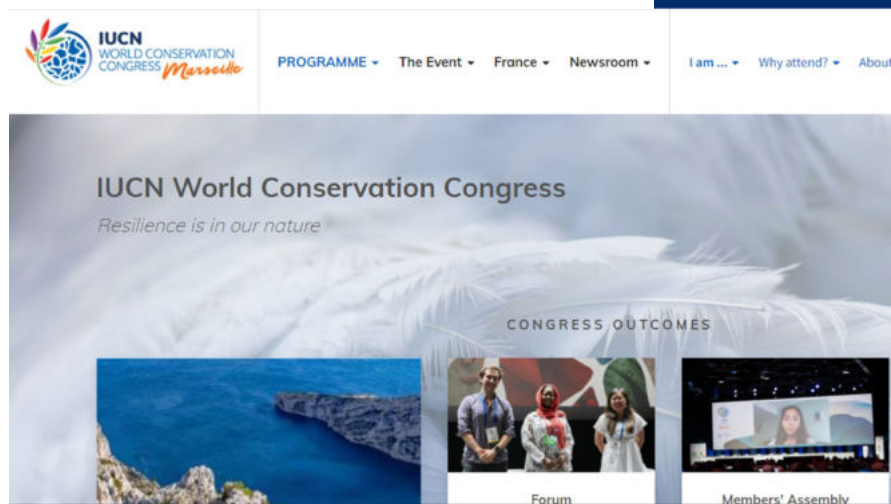 IUCN
WORLD CONSERVATION
CONGRESS Marseille
PROGRAMME The Event France Newsroom I am ... Why attend? About
IUCN World Conservation Congress
Resilience is in our nature
CONGRESS OUTCOMES
Forum
Members' Assembly